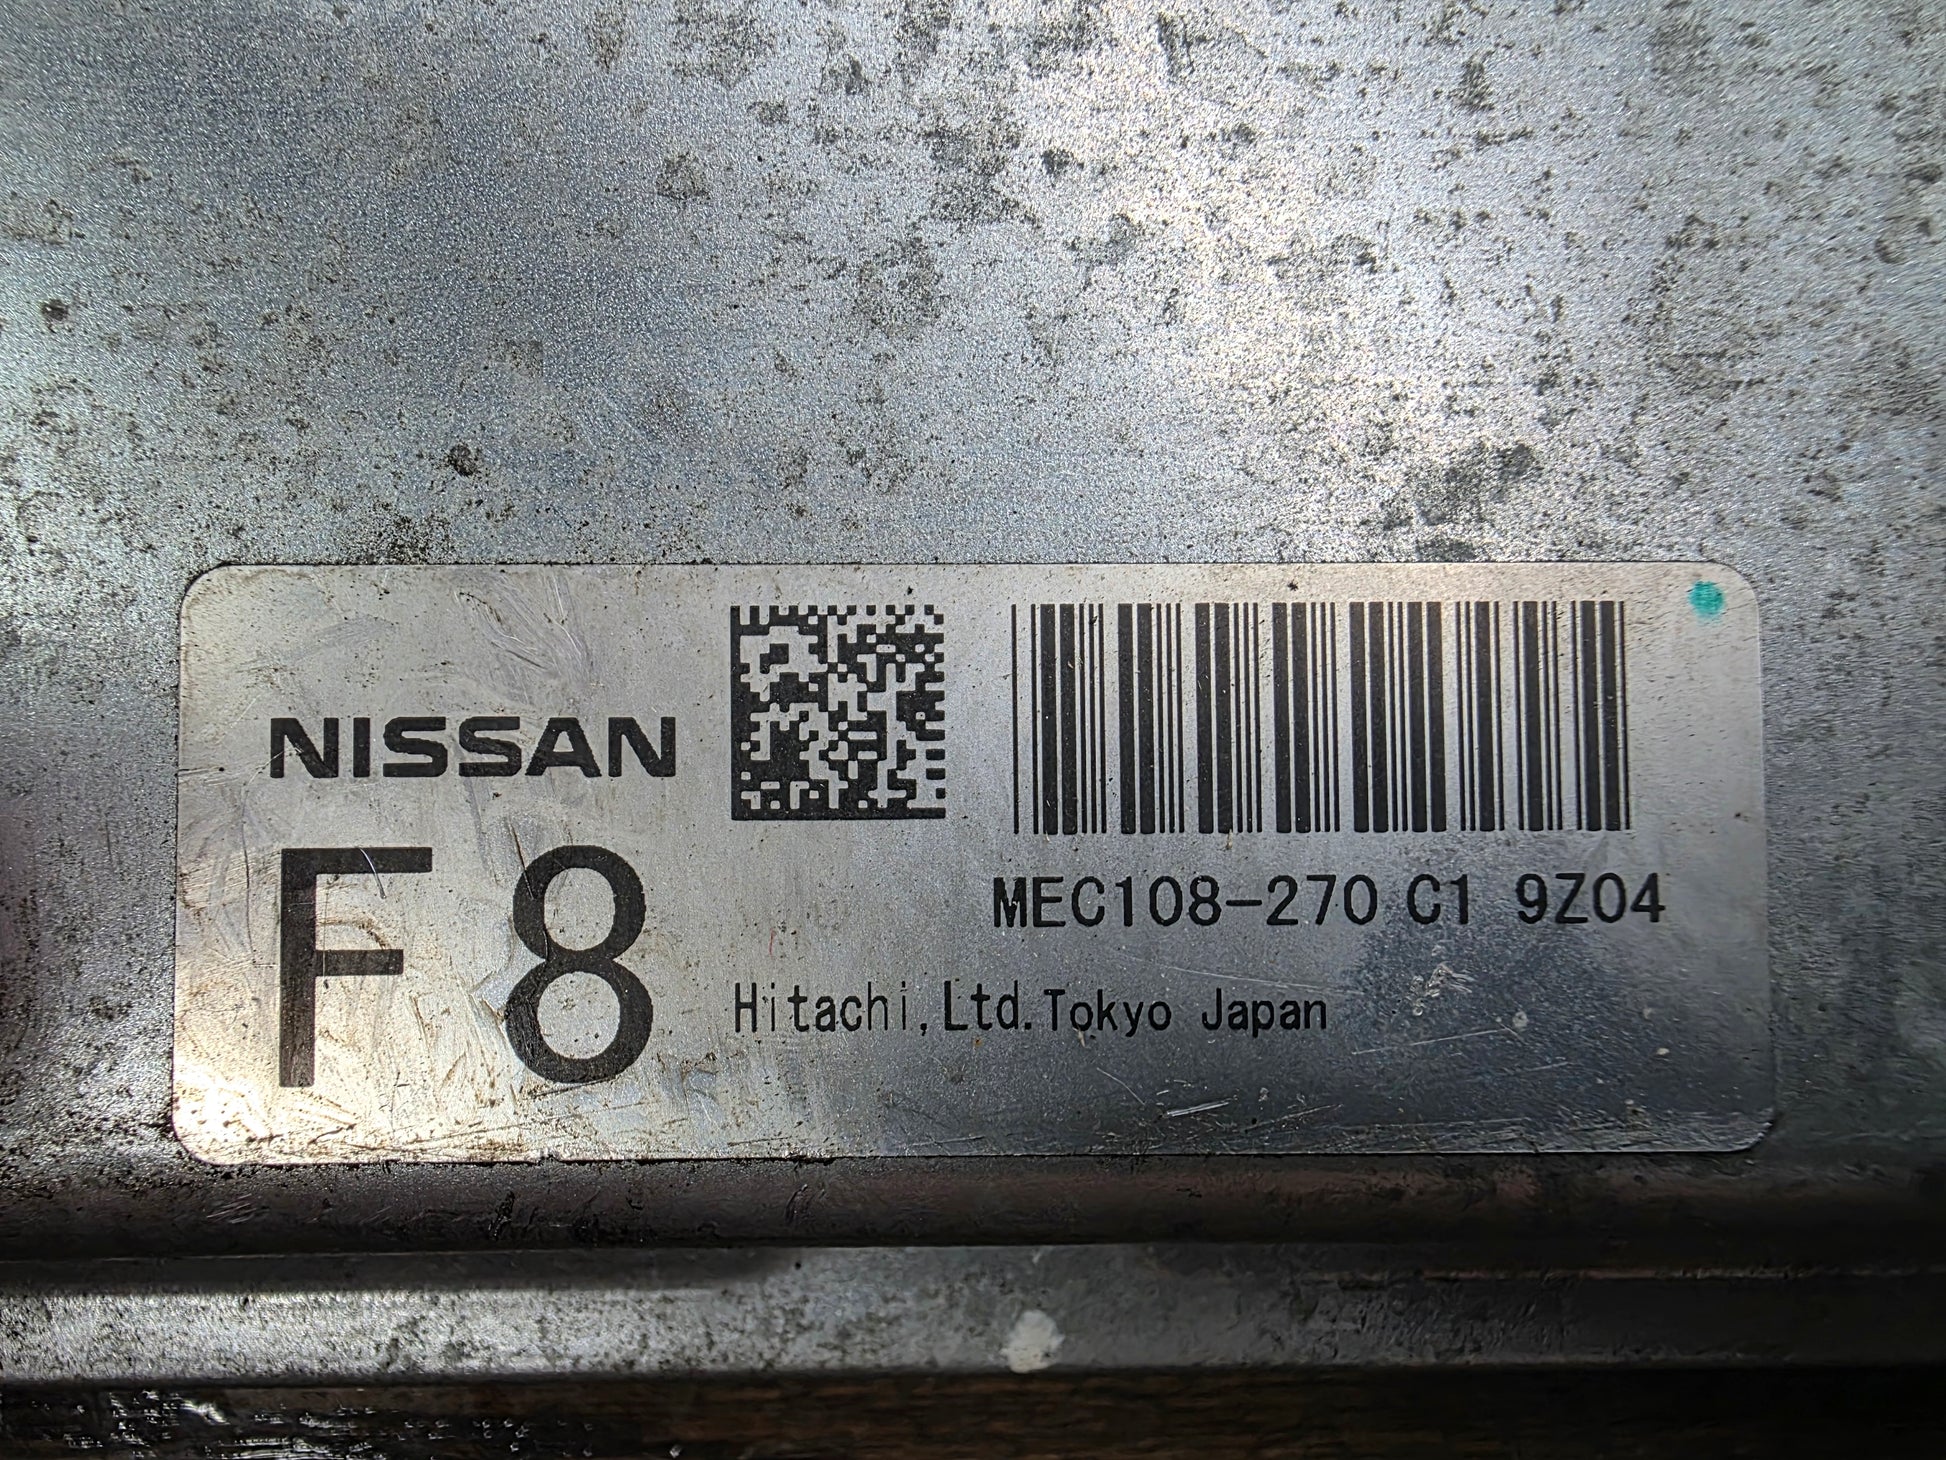 NISSAN
F8
MEC108-270 C1 9Z04
Hitachi, Ltd. Tokyo Japan